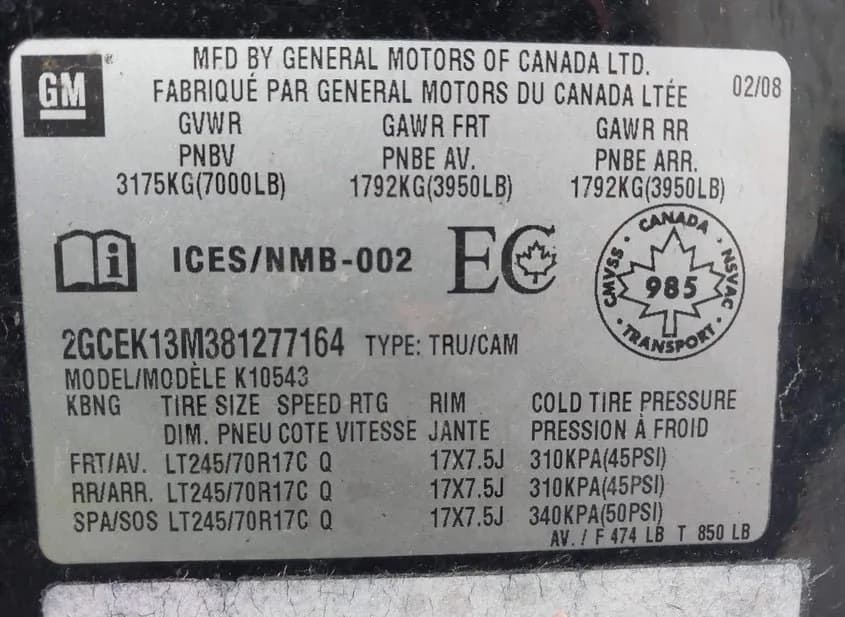 GM
MFD BY GENERAL MOTORS OF CANADA LTD.
FABRIQUÉ PAR GENERAL MOTORS DU CANADA LTÉE
02/08
GVWR GAWR FRT GAWR RR
PNBV PNBE AV. PNBE ARR.
3175KG(7000LB) 1792KG(3950LB) 1792KG(3950LB)
i ICES/NMB-002 EC
CANADA
CMVSS 985 NSVAC
TRANSPORT
2GCEK13M381277164 TYPE: TRU/CAM
MODEL/MODÈLE K10543
KBNG TIRE SIZE SPEED RTG RIM COLD TIRE PRESSURE
DIM. PNEU COTE VITESSE JANTE PRESSION À FROID
FRT/AV. LT245/70R17C Q 17X7.5J 310KPA(45PSI)
RR/ARR. LT245/70R17C Q 17X7.5J 310KPA(45PSI)
SPA/SOS LT245/70R17C Q 17X7.5J 340KPA(50PSI)
AV. / F 474 LB T 850 LB